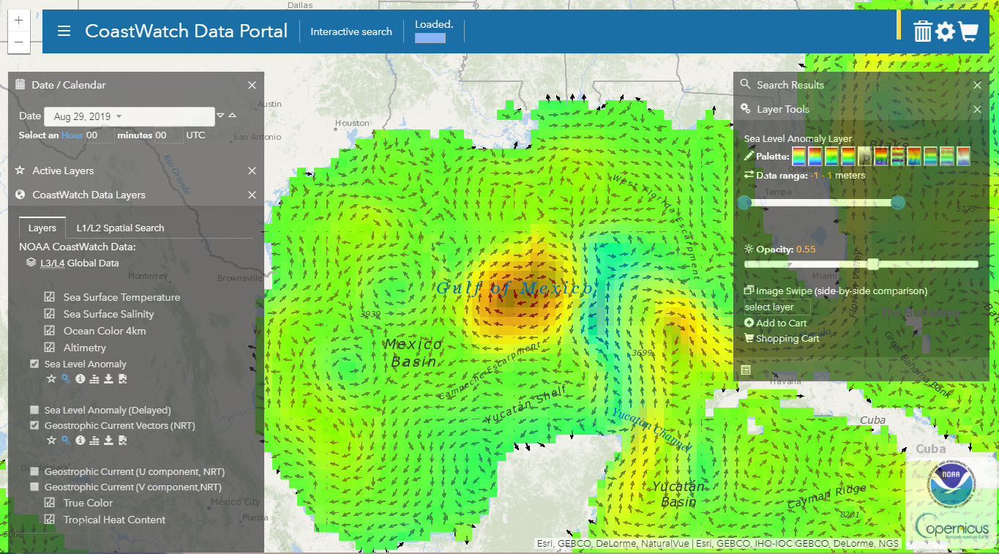 Dallas
+
−
CoastWatch Data Portal
Interactive search
Loaded.
Date / Calendar
Date Aug 29, 2019
Select an Hour 00 minutes 00 UTC
Active Layers
CoastWatch Data Layers
Layers L1/L2 Spatial Search
NOAA CoastWatch Data:
L3/L4 Global Data
Sea Surface Temperature
Sea Surface Salinity
Ocean Color 4km
Altimetry
Sea Level Anomaly
Sea Level Anomaly (Delayed)
Geostrophic Current Vectors (NRT)
Geostrophic Current (U component, NRT)
Geostrophic Current (V component,NRT)
True Color
Tropical Heat Content
Austin
Houston
San Antonio
Rio Grande
Monterrey
Brownsville
México City
Puebla
West Florida Escarpment
Gulf of Mexico
3939
Mexico
Basin
Campeche Escarpment
3699
Yucatán Shelf
Yucatán Channel
Yucatán
Basin
Cayman Ridge
8201
Search Results
Layer Tools
Sea Level Anomaly Layer
Palette:
Orlando
Data range: -1 - 1 meters
Tampa
5175
Opacity: 0.55
Miami
Image Swipe (side-by-side comparison)
select layer
The Bahamas
Add to Cart
Shopping Cart
Florida
Great Bahama Bank
Havana
Cuba
Cuba
NOAA
Copernicus
Europe's eyes on Earth
Esri, GEBCO, DeLorme, NaturalVue | Esri, GEBCO, IHO-IOC GEBCO, DeLorme, NGS